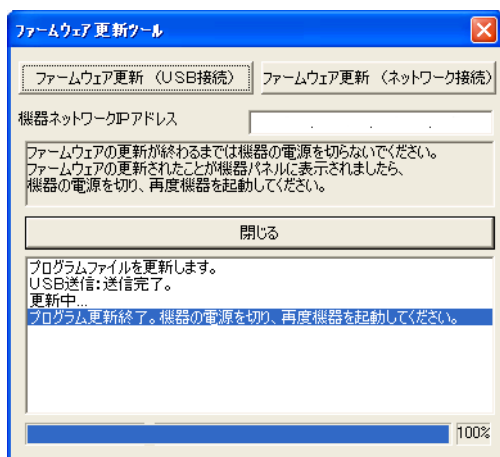 ファームウェア更新ツール
ファームウェア更新 （USB接続） ファームウェア更新 （ネットワーク接続）
機器ネットワークIPアドレス . . .
ファームウェアの更新が終わるまでは機器の電源を切らないでください。
ファームウェアの更新されたことが機器パネルに表示されましたら、
機器の電源を切り、再度機器を起動してください。
閉じる
プログラムファイルを更新します。
USB送信：送信完了。
更新中...
プログラム更新終了。機器の電源を切り、再度機器を起動してください。
100%